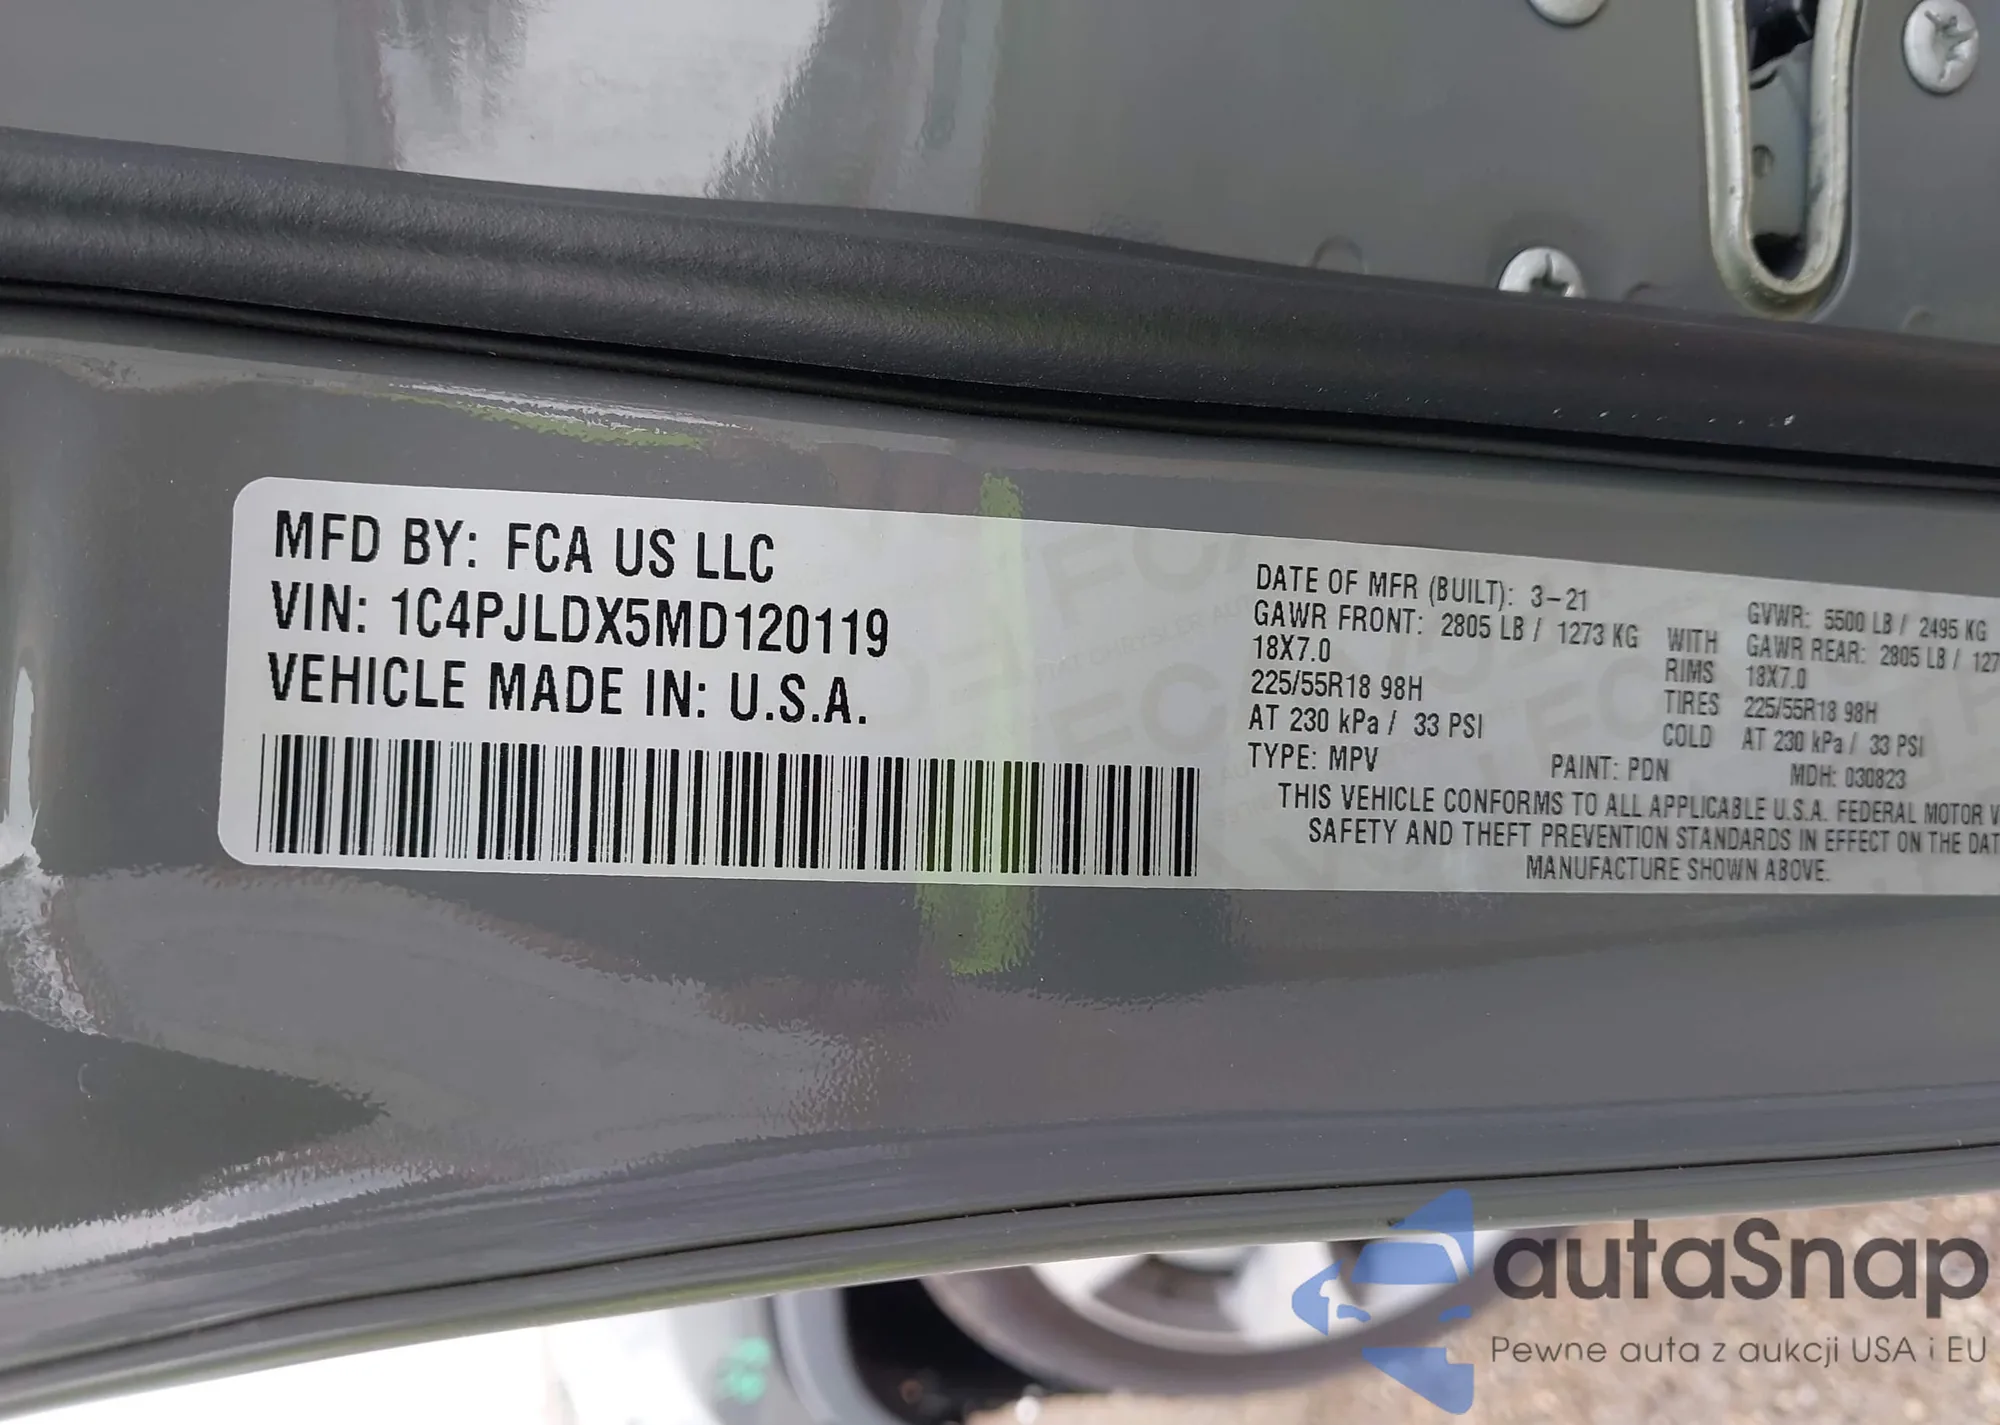 MFD BY: FCA US LLC
VIN: 1C4PJLDX5MD120119
VEHICLE MADE IN: U.S.A.
DATE OF MFR (BUILT): 3-21 GVWR: 5500 LB / 2495 KG
GAWR FRONT: 2805 LB / 1273 KG WITH GAWR REAR: 2805 LB / 127
18X7.0 RIMS 18X7.0
225/55R18 98H TIRES 225/55R18 98H
AT 230 kPa / 33 PSI COLD AT 230 kPa / 33 PSI
TYPE: MPV PAINT: PDN MDH: 030823
THIS VEHICLE CONFORMS TO ALL APPLICABLE U.S.A. FEDERAL MOTOR V
SAFETY AND THEFT PREVENTION STANDARDS IN EFFECT ON THE DAT
MANUFACTURE SHOWN ABOVE.
autaSnap
Pewne auta z aukcji USA i EU